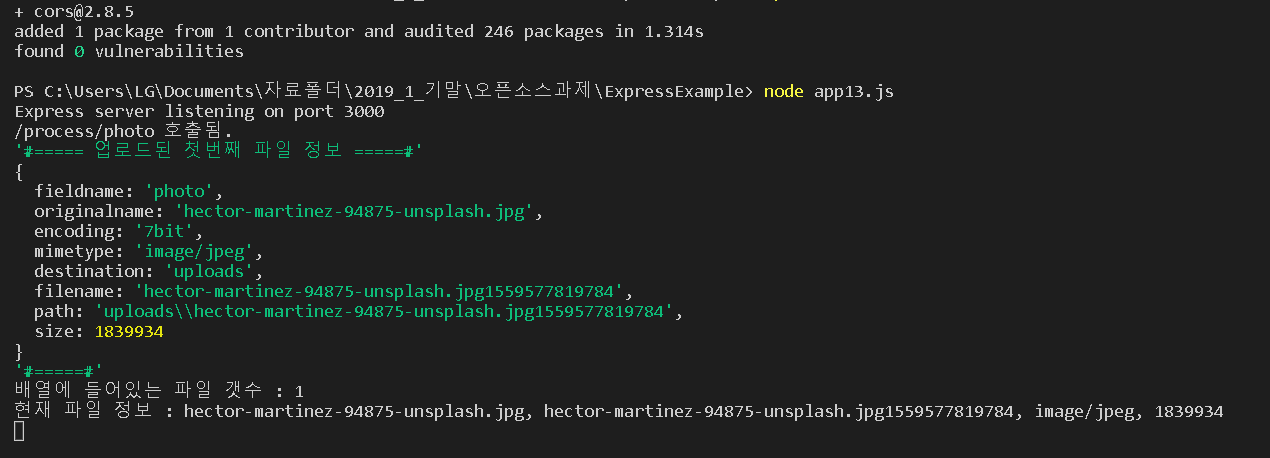 + cors@2.8.5
added 1 package from 1 contributor and audited 246 packages in 1.314s
found 0 vulnerabilities
PS C:\Users\LG\Documents\자료폴더\2019_1_기말\오픈소스과제\ExpressExample> node app13.js
Express server listening on port 3000
/process/photo 호출됨.
'#===== 업로드된 첫번째 파일 정보 =====#'
{
  fieldname: 'photo',
  originalname: 'hector-martinez-94875-unsplash.jpg',
  encoding: '7bit',
  mimetype: 'image/jpeg',
  destination: 'uploads',
  filename: 'hector-martinez-94875-unsplash.jpg1559577819784',
  path: 'uploads\\hector-martinez-94875-unsplash.jpg1559577819784',
  size: 1839934
}
'#=====#'
배열에 들어있는 파일 갯수 : 1
현재 파일 정보 : hector-martinez-94875-unsplash.jpg, hector-martinez-94875-unsplash.jpg1559577819784, image/jpeg, 1839934